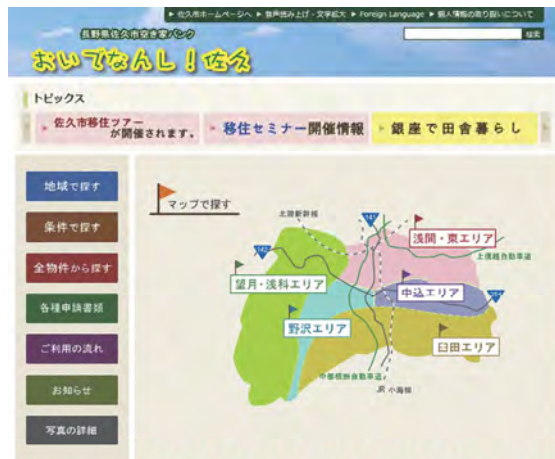 ▶ 佐久市ホームページへ ▶ 音声読み上げ・文字拡大 ▶ Foreign Language ▶ 個人情報の取り扱いについて
長野県佐久市空き家バンク
検索
おいでなんし！佐久
トピックス
▶ 佐久市移住ツアーが開催されます。
▶ 移住セミナー開催情報
▶ 銀座で田舎暮らし
地域で探す
条件で探す
全物件から探す
各種申請書類
ご利用の流れ
お知らせ
写真の詳細
マップで探す
北陸新幹線
141
浅間・東エリア
142
上信越自動車道
望月・浅科エリア
中込エリア
254
野沢エリア
臼田エリア
中部横断自動車道
JR 小海線